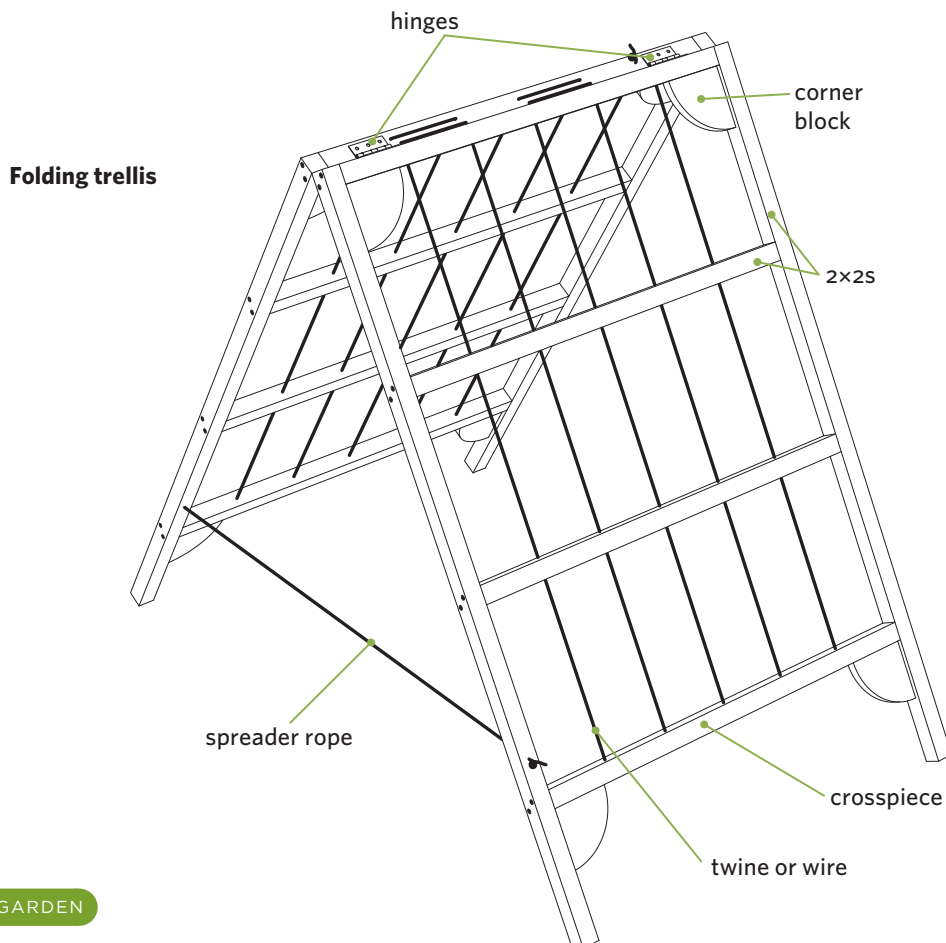 hinges
corner
block
Folding trellis
2×2s
spreader rope
crosspiece
twine or wire
GARDEN